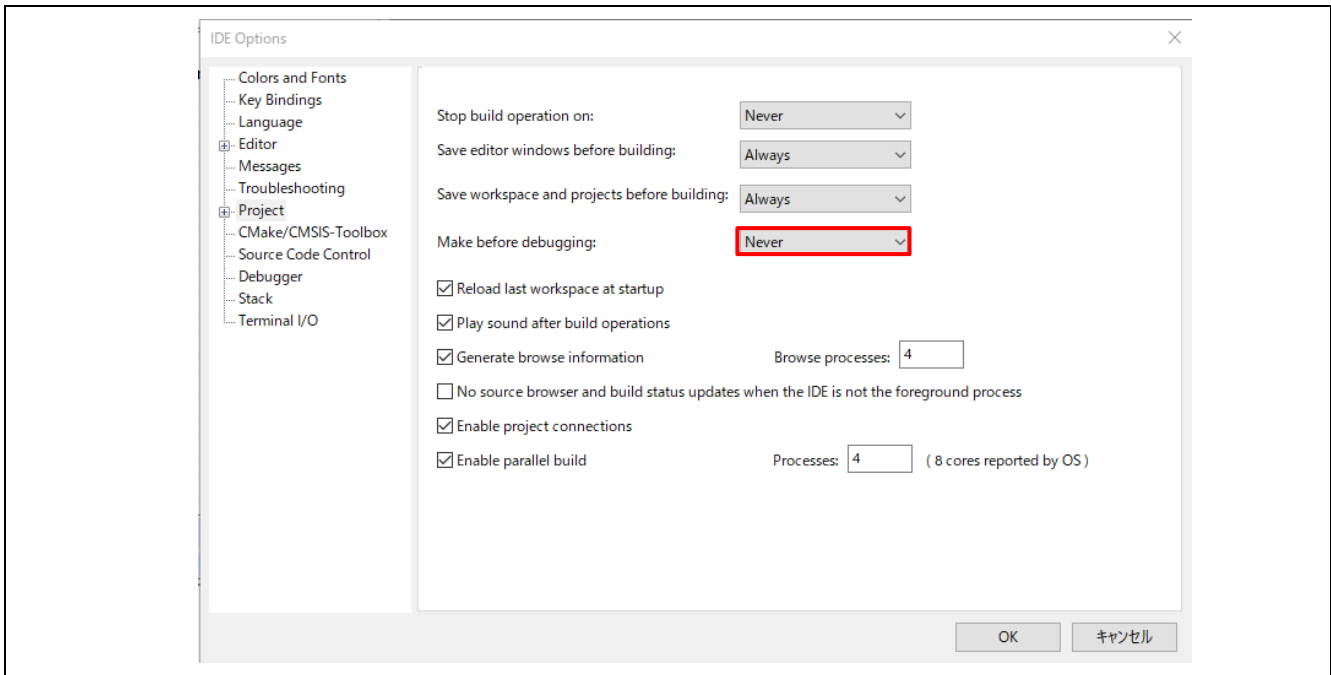 IDE Options
Colors and Fonts
Key Bindings
Language
Editor
Messages
Troubleshooting
Project
CMake/CMSIS-Toolbox
Source Code Control
Debugger
Stack
Terminal I/O
Stop build operation on: Never
Save editor windows before building: Always
Save workspace and projects before building: Always
Make before debugging: Never
Reload last workspace at startup
Play sound after build operations
Generate browse information Browse processes: 4
No source browser and build status updates when the IDE is not the foreground process
Enable project connections
Enable parallel build Processes: 4 ( 8 cores reported by OS )
OK キャンセル